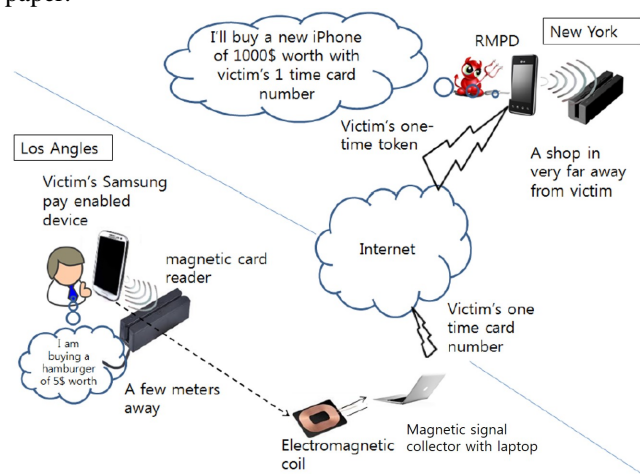 paper.
I'll buy a new iPhone
of 1000$ worth with
victim's 1 time card
number
RMPD
New York
Victim's one-
time token
A shop in
very far away
from victim
Los Angles
Victim's Samsung
pay enabled
device
magnetic card
reader
Internet
I am
buying a
hamburger
of 5$ worth
A few meters
away
Victim's one
time card
number
Electromagnetic
coil
Magnetic signal
collector with laptop